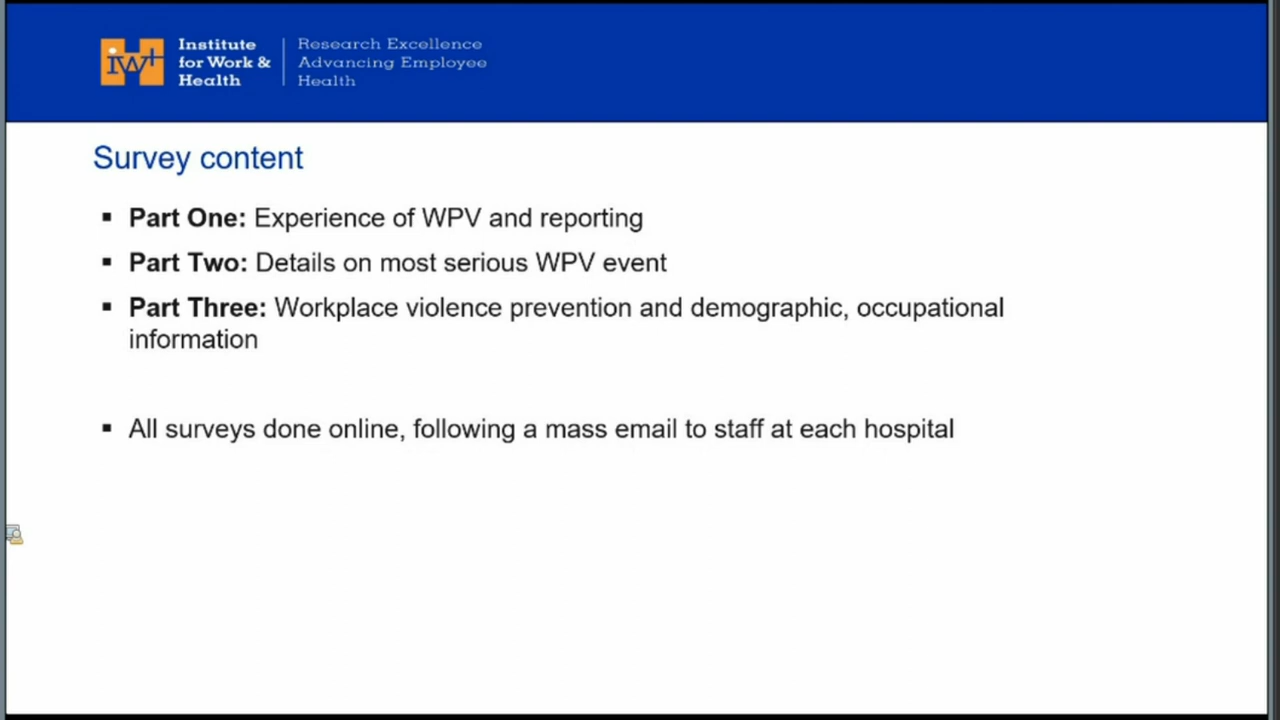 iw+
Institute
for Work &
Health
Research Excellence
Advancing Employee
Health
Survey content
▪ Part One: Experience of WPV and reporting
▪ Part Two: Details on most serious WPV event
▪ Part Three: Workplace violence prevention and demographic, occupational
information
▪ All surveys done online, following a mass email to staff at each hospital